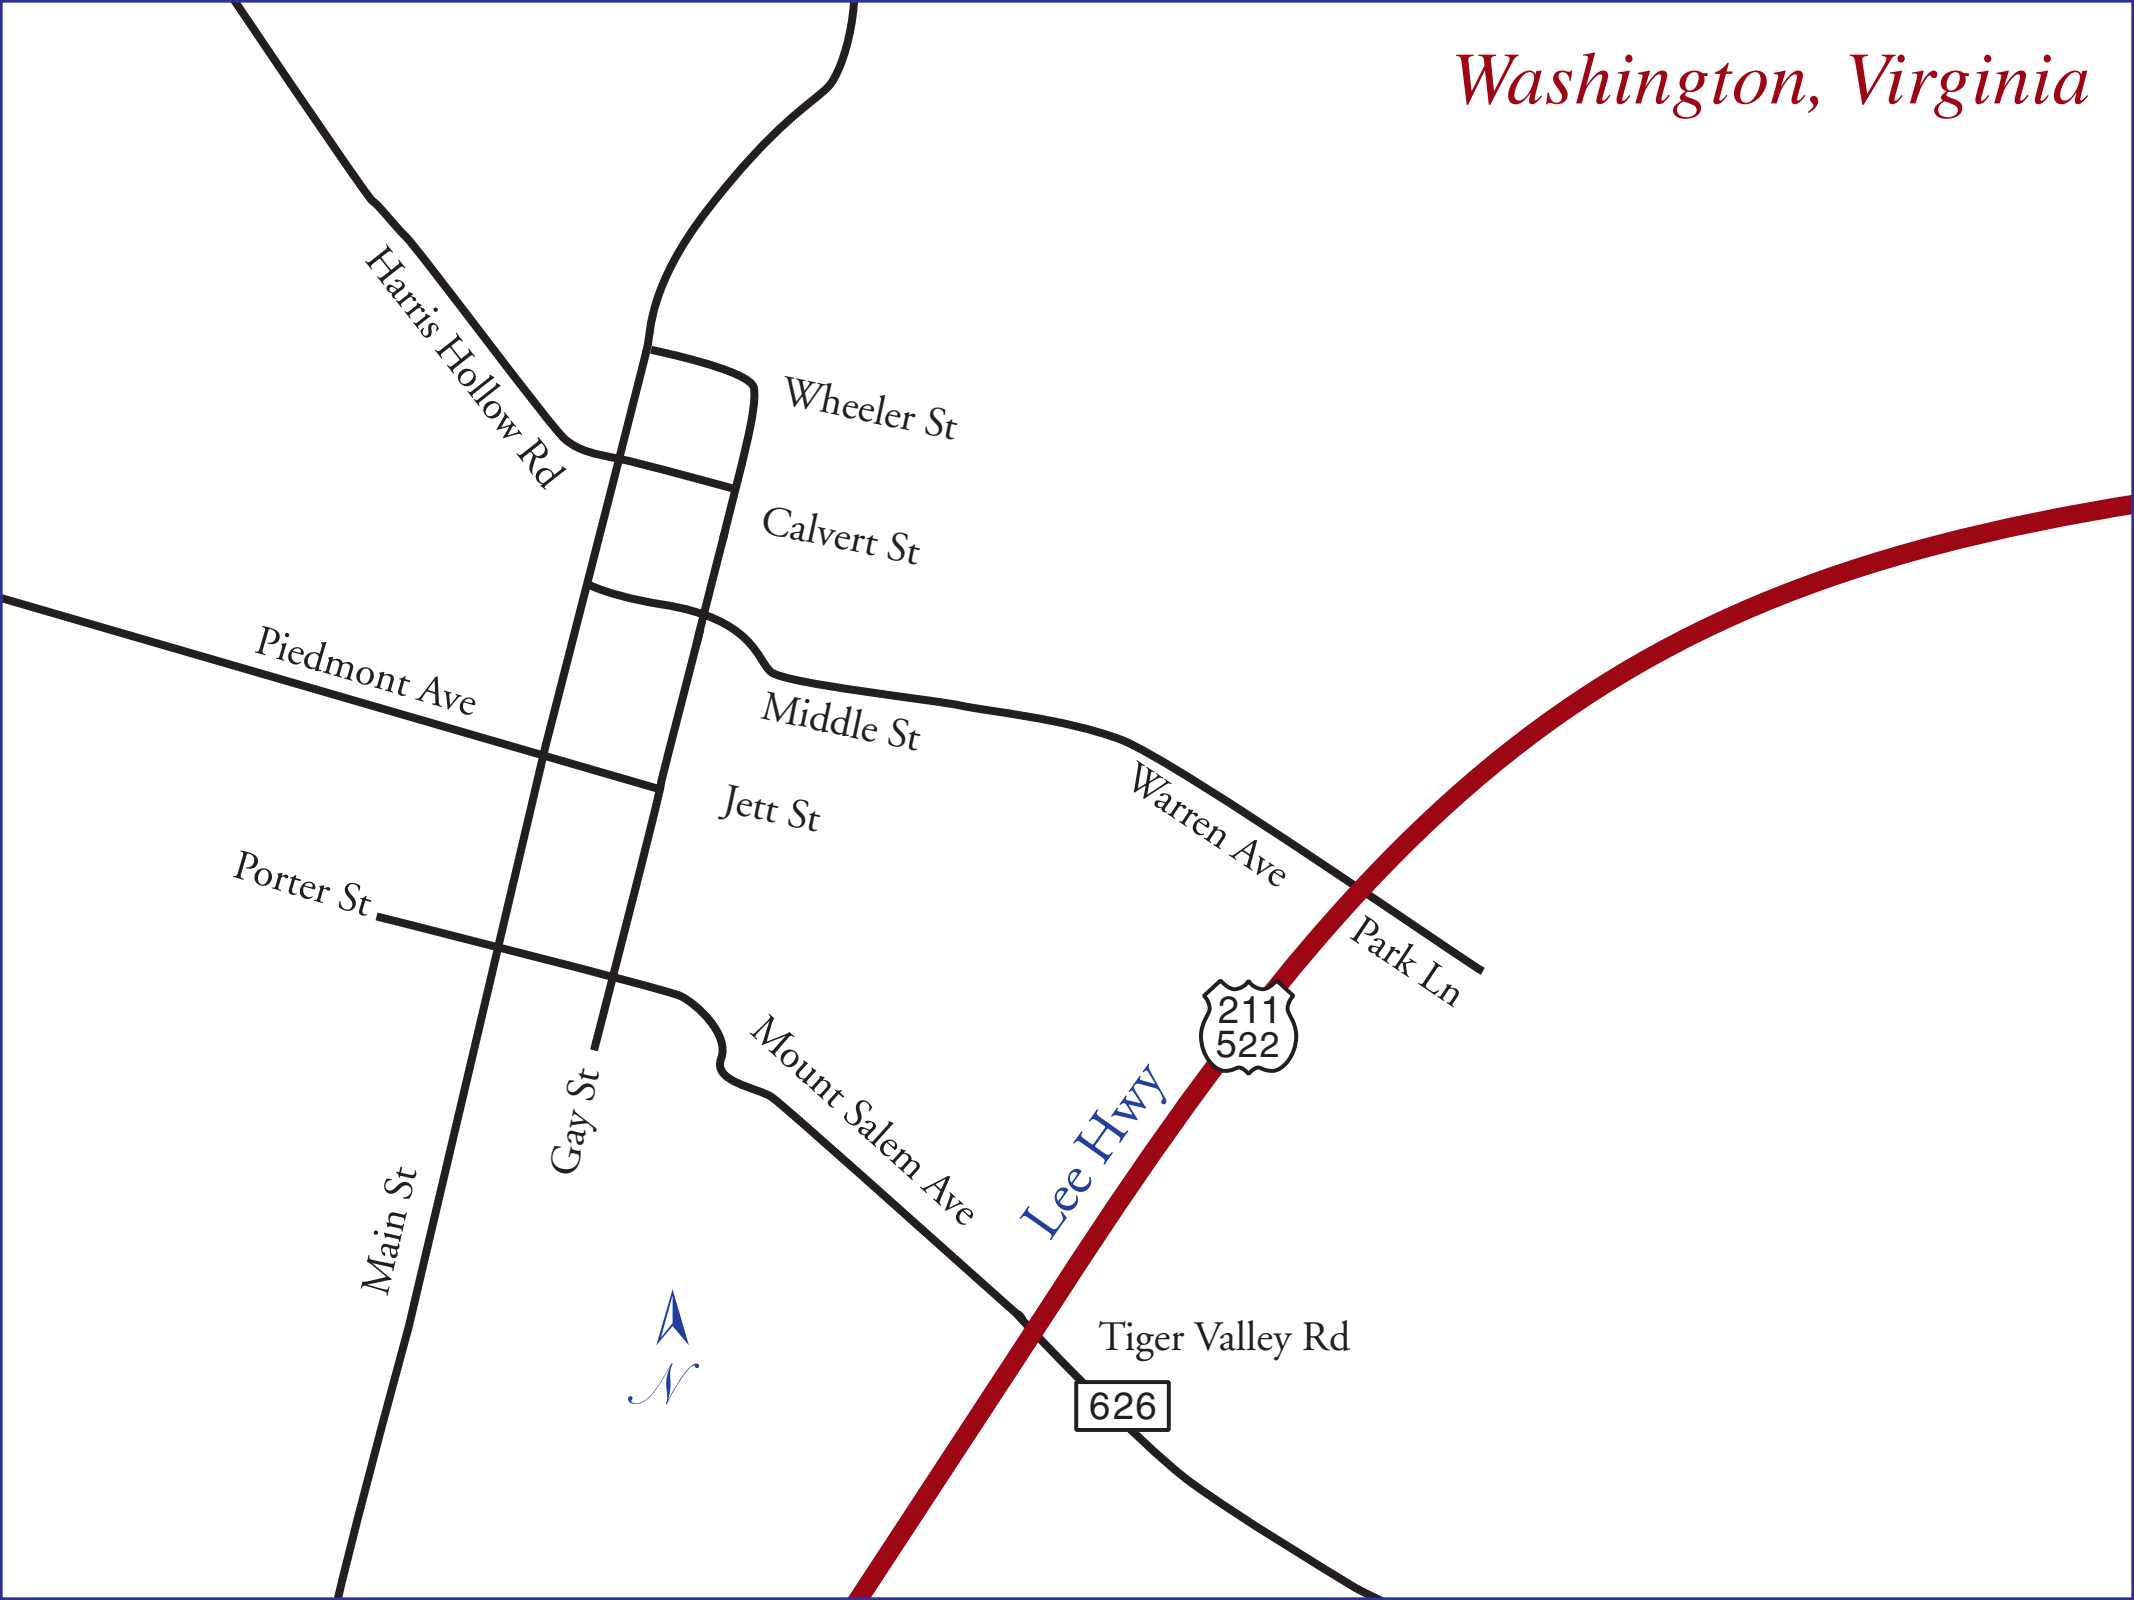 Washington, Virginia
Harris Hollow Rd
Wheeler St
Calvert St
Piedmont Ave
Middle St
Warren Ave
Jett St
Porter St
Park Ln
211
522
Mount Salem Ave
Gay St
Lee Hwy
Main St
Tiger Valley Rd
626
N